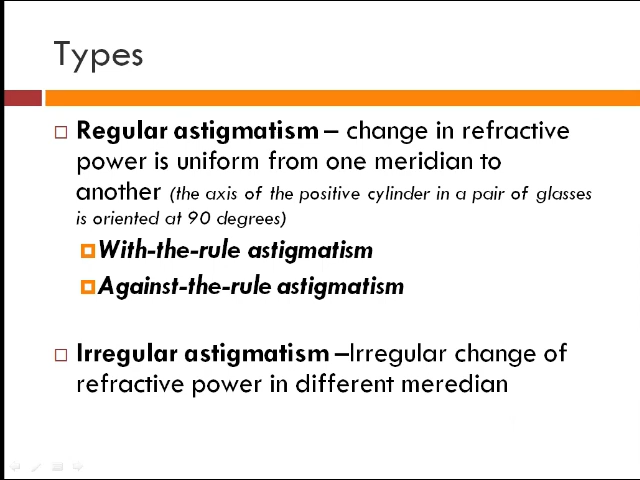 Types
Regular astigmatism – change in refractive
power is uniform from one meridian to
another (the axis of the positive cylinder in a pair of glasses
is oriented at 90 degrees)
With-the-rule astigmatism
Against-the-rule astigmatism
Irregular astigmatism –Irregular change of
refractive power in different meredian